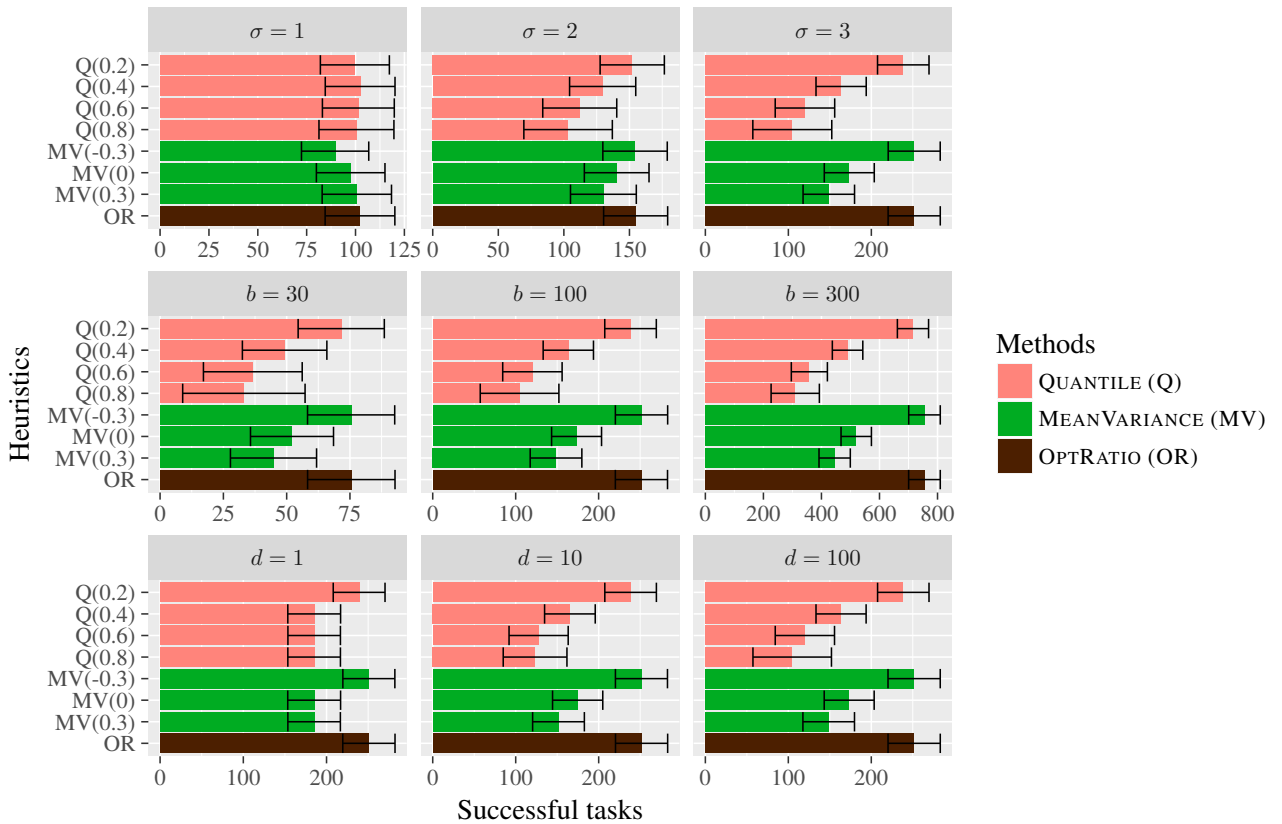 σ = 1
σ = 2
σ = 3
Q(0.2)
Q(0.4)
Q(0.6)
Q(0.8)
MV(-0.3)
MV(0)
MV(0.3)
OR
0 25 50 75 100 125
0 50 100 150
0 100 200
b = 30
b = 100
b = 300
Q(0.2)
Q(0.4)
Q(0.6)
Q(0.8)
MV(-0.3)
MV(0)
MV(0.3)
OR
0 25 50 75
0 100 200
0 200 400 600 800
d = 1
d = 10
d = 100
Q(0.2)
Q(0.4)
Q(0.6)
Q(0.8)
MV(-0.3)
MV(0)
MV(0.3)
OR
0 100 200
0 100 200
0 100 200
Heuristics
Successful tasks
Methods
QUANTILE (Q)
MEANVARIANCE (MV)
OPTRATIO (OR)